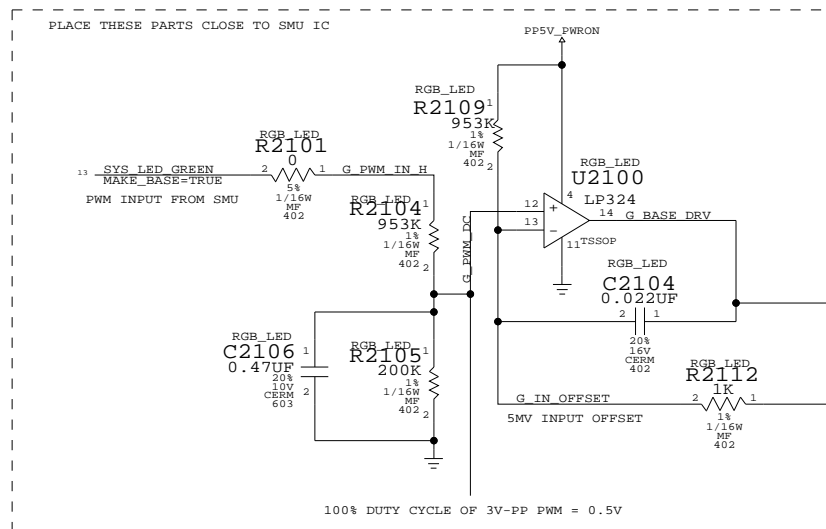 PLACE THESE PARTS CLOSE TO SMU IC
PP5V_PWRON
RGB_LED
R2109
1
953K
1%
1/16W
MF
402
2
RGB_LED
R2101
0
13
SYS_LED_GREEN
2
1
G_PWM_IN_H
MAKE_BASE=TRUE
5%
1/16W
MF
402
PWM INPUT FROM SMU
RGB_LED
R2104
1
953K
1%
1/16W
MF
402
2
G_PWM_DC
RGB_LED
U2100
4
LP324
12
+
14
G_BASE_DRV
13
-
11
TSSOP
RGB_LED
C2104
0.022UF
2
1
20%
16V
CERM
402
RGB_LED
C2106
1
0.47UF
20%
10V
CERM
603
2
RGB_LED
R2105
1
200K
1%
1/16W
MF
402
2
RGB_LED
R2112
1K
G_IN_OFFSET
2
1
5MV INPUT OFFSET
1%
1/16W
MF
402
100% DUTY CYCLE OF 3V-PP PWM = 0.5V